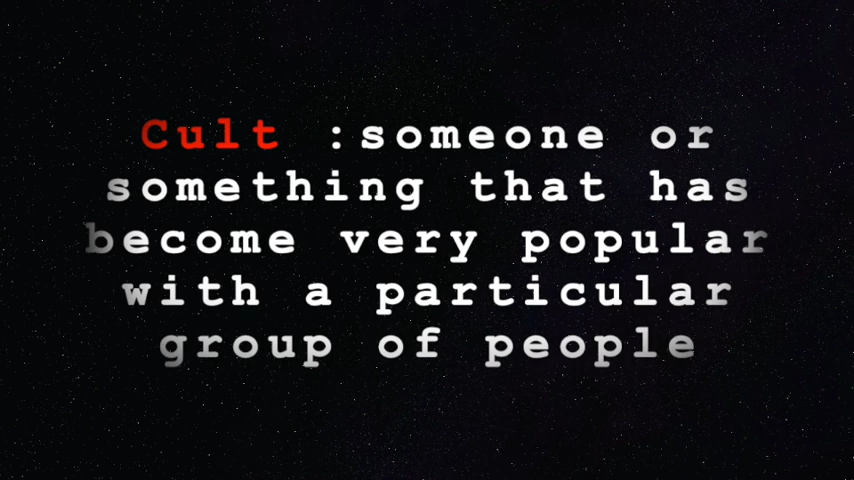 Cult :someone or
something that has
become very popular
with a particular
group of people